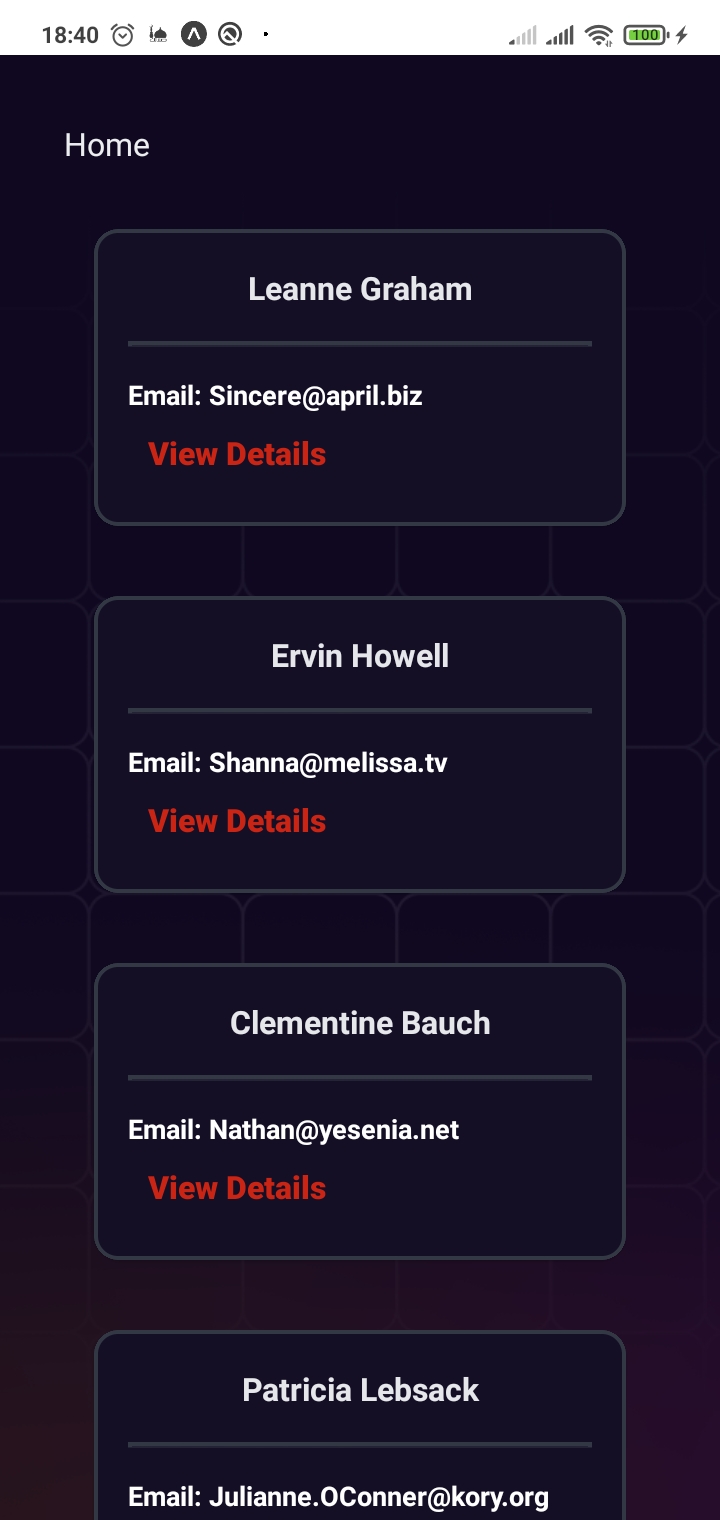 18:40
100
Home
Leanne Graham
Email: Sincere@april.biz
View Details
Ervin Howell
Email: Shanna@melissa.tv
View Details
Clementine Bauch
Email: Nathan@yesenia.net
View Details
Patricia Lebsack
Email: Julianne.OConner@kory.org